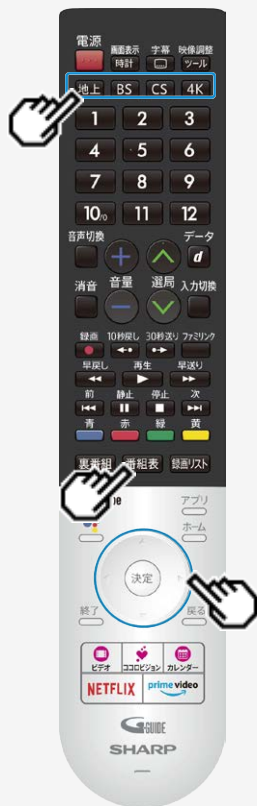 電源 画面表示 字幕 映像調整
時計 ツール
地上 BS CS 4K
1 2 3
4 5 6
7 8 9
10/0 11 12
音声切換 データ
d
消音 音量 選局 入力切換
録画 10秒戻し 30秒送り ファミリンク
早戻し 再生 早送り
前 静止 停止 次
青 赤 緑 黄
裏番組 番組表 録画リスト
アプリ
ホーム
決定
終了 戻る
ビデオ ココロビジョン カレンダー
NETFLIX prime video
G-GUIDE
SHARP